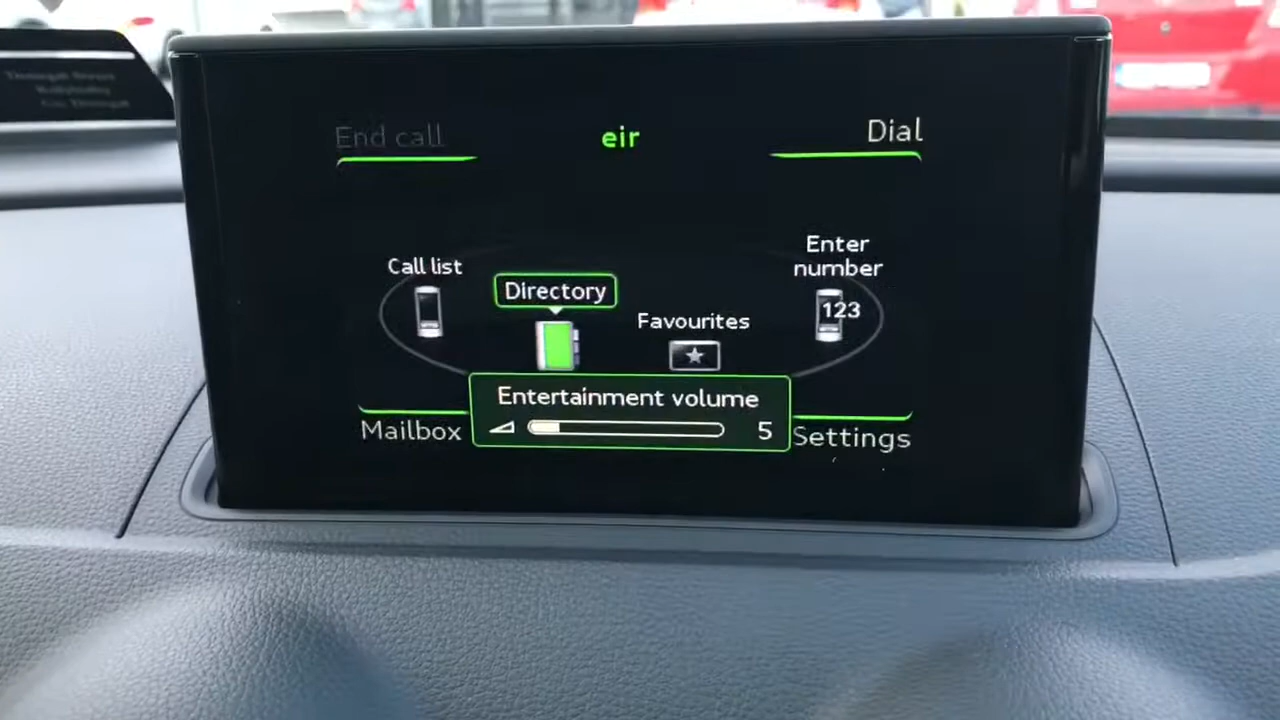 End call
eir
Dial
Call list
Directory
Favourites
Enter
number
123
Entertainment volume
5
Mailbox
Settings